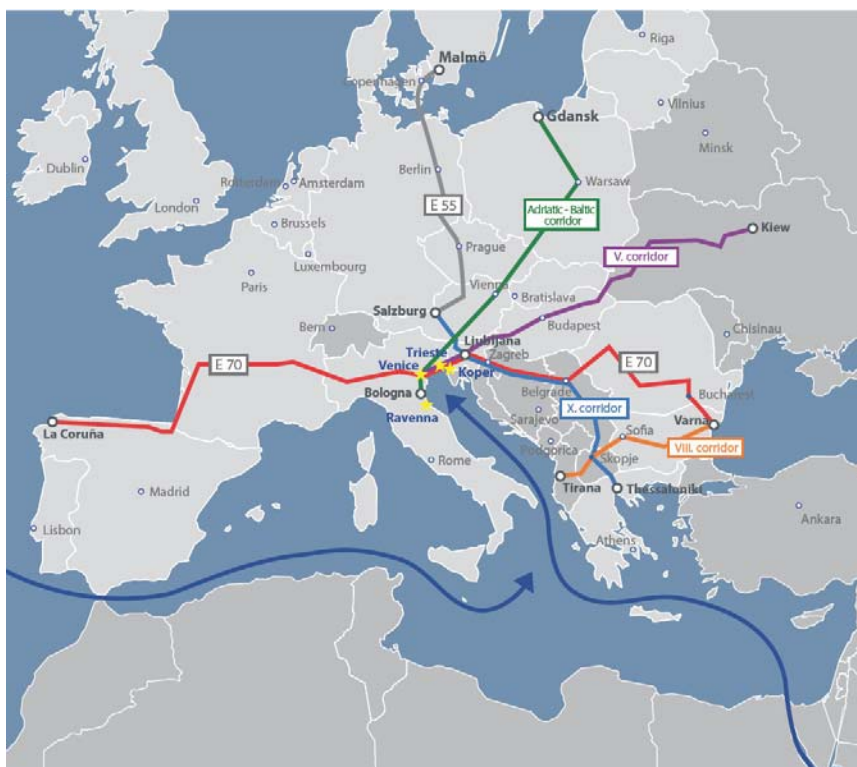 Malmö
Riga
Copenhagen
Vilnius
Gdansk
Minsk
Dublin
Berlin
Warsaw
Rotterdam
Amsterdam
London
E 55
Adriatic - Baltic
corridor
Brussels
Kiew
Prague
V. corridor
Luxembourg
Paris
Vienna
Bratislava
Salzburg
Budapest
Bern
Chisinau
Ljubljana
Trieste
Zagreb
E 70
Venice
Koper
E 70
Bologna
Belgrade
Bucharest
Ravenna
X. corridor
La Coruña
Sarajevo
Varna
Sofia
Podgorica
VIII. corridor
Rome
Skopje
Madrid
Tirana
Thessaloniki
Lisbon
Ankara
Athens